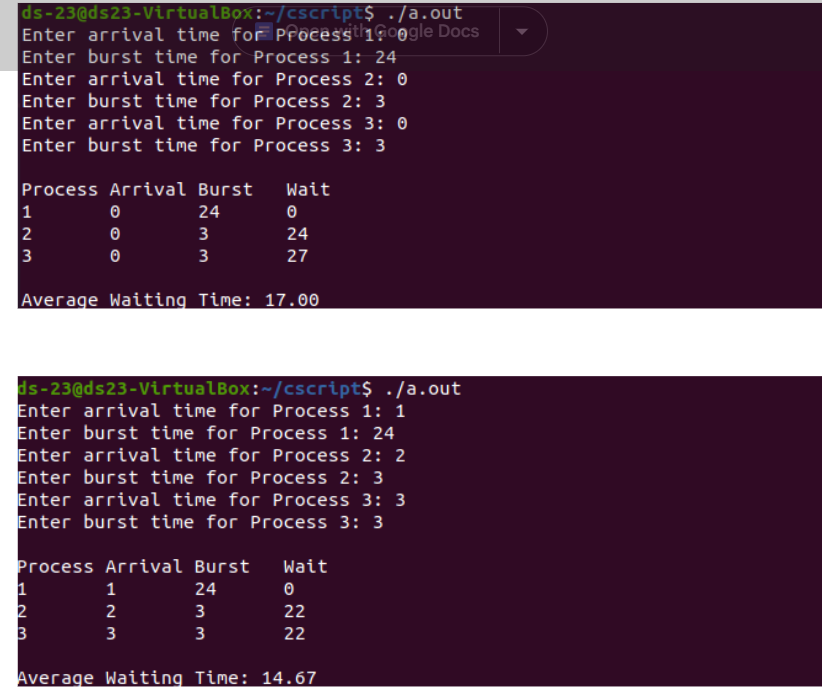 ds-23@ds23-VirtualBox:~/cscript$ ./a.out
Enter arrival time for Process 1: 0
Open with Google Docs
Enter burst time for Process 1: 24
Enter arrival time for Process 2: 0
Enter burst time for Process 2: 3
Enter arrival time for Process 3: 0
Enter burst time for Process 3: 3
Process Arrival Burst Wait
1 0 24 0
2 0 3 24
3 0 3 27
Average Waiting Time: 17.00
ds-23@ds23-VirtualBox:~/cscript$ ./a.out
Enter arrival time for Process 1: 1
Enter burst time for Process 1: 24
Enter arrival time for Process 2: 2
Enter burst time for Process 2: 3
Enter arrival time for Process 3: 3
Enter burst time for Process 3: 3
Process Arrival Burst Wait
1 1 24 0
2 2 3 22
3 3 3 22
Average Waiting Time: 14.67